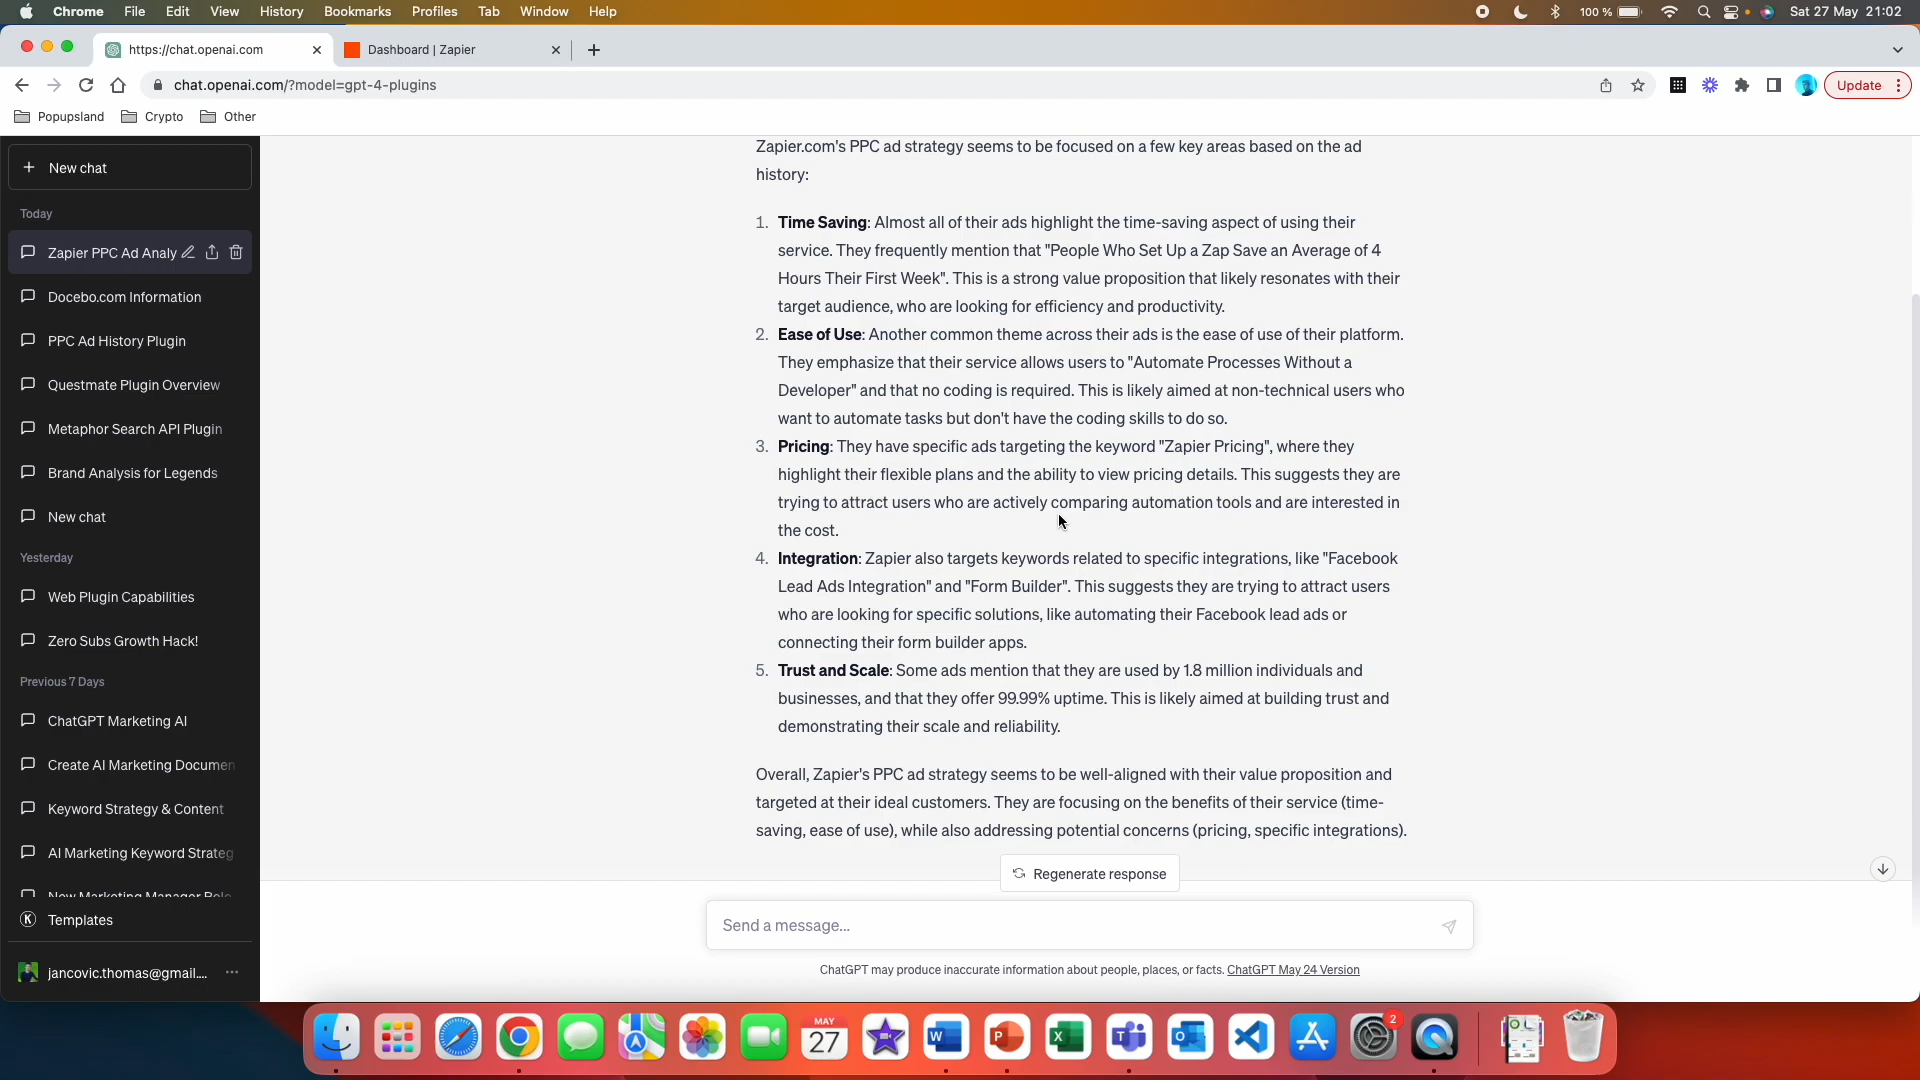 Chrome File Edit View History Bookmarks Profiles Tab Window Help 100 % Sat 27 May 21:02
https://chat.openai.com Dashboard | Zapier
chat.openai.com/?model=gpt-4-plugins Update
Popupsland Crypto Other
New chat
Today
Zapier PPC Ad Analy
Docebo.com Information
PPC Ad History Plugin
Questmate Plugin Overview
Metaphor Search API Plugin
Brand Analysis for Legends
New chat
Yesterday
Web Plugin Capabilities
Zero Subs Growth Hack!
Previous 7 Days
ChatGPT Marketing AI
Create AI Marketing Documen
Keyword Strategy & Content
AI Marketing Keyword Strateg
New Marketing Manager Role
Templates
jancovic.thomas@gmail....
Zapier.com's PPC ad strategy seems to be focused on a few key areas based on the ad
history:
1. Time Saving: Almost all of their ads highlight the time-saving aspect of using their
service. They frequently mention that "People Who Set Up a Zap Save an Average of 4
Hours Their First Week". This is a strong value proposition that likely resonates with their
target audience, who are looking for efficiency and productivity.
2. Ease of Use: Another common theme across their ads is the ease of use of their platform.
They emphasize that their service allows users to "Automate Processes Without a
Developer" and that no coding is required. This is likely aimed at non-technical users who
want to automate tasks but don't have the coding skills to do so.
3. Pricing: They have specific ads targeting the keyword "Zapier Pricing", where they
highlight their flexible plans and the ability to view pricing details. This suggests they are
trying to attract users who are actively comparing automation tools and are interested in
the cost.
4. Integration: Zapier also targets keywords related to specific integrations, like "Facebook
Lead Ads Integration" and "Form Builder". This suggests they are trying to attract users
who are looking for specific solutions, like automating their Facebook lead ads or
connecting their form builder apps.
5. Trust and Scale: Some ads mention that they are used by 1.8 million individuals and
businesses, and that they offer 99.99% uptime. This is likely aimed at building trust and
demonstrating their scale and reliability.
Overall, Zapier's PPC ad strategy seems to be well-aligned with their value proposition and
targeted at their ideal customers. They are focusing on the benefits of their service (time-
saving, ease of use), while also addressing potential concerns (pricing, specific integrations).
Regenerate response
Send a message...
ChatGPT may produce inaccurate information about people, places, or facts. ChatGPT May 24 Version
MAY
27
W
P
X
2